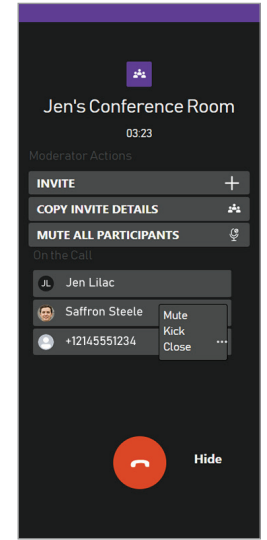 Jen's Conference Room
03:23
Moderator Actions
INVITE
COPY INVITE DETAILS
MUTE ALL PARTICIPANTS
On the Call
JL Jen Lilac
Saffron Steele
Mute
Kick
+12145551234
Close
Hide